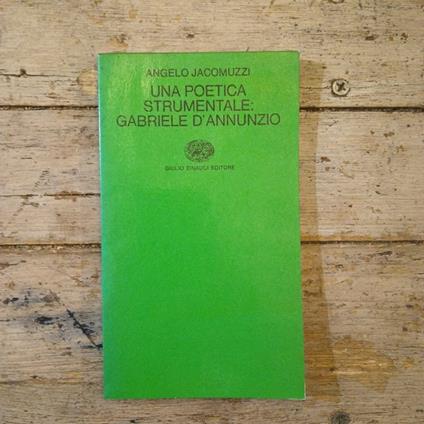 ANGELO JACOMUZZI
UNA POETICA
STRUMENTALE:
GABRIELE D'ANNUNZIO
GIULIO EINAUDI EDITORE